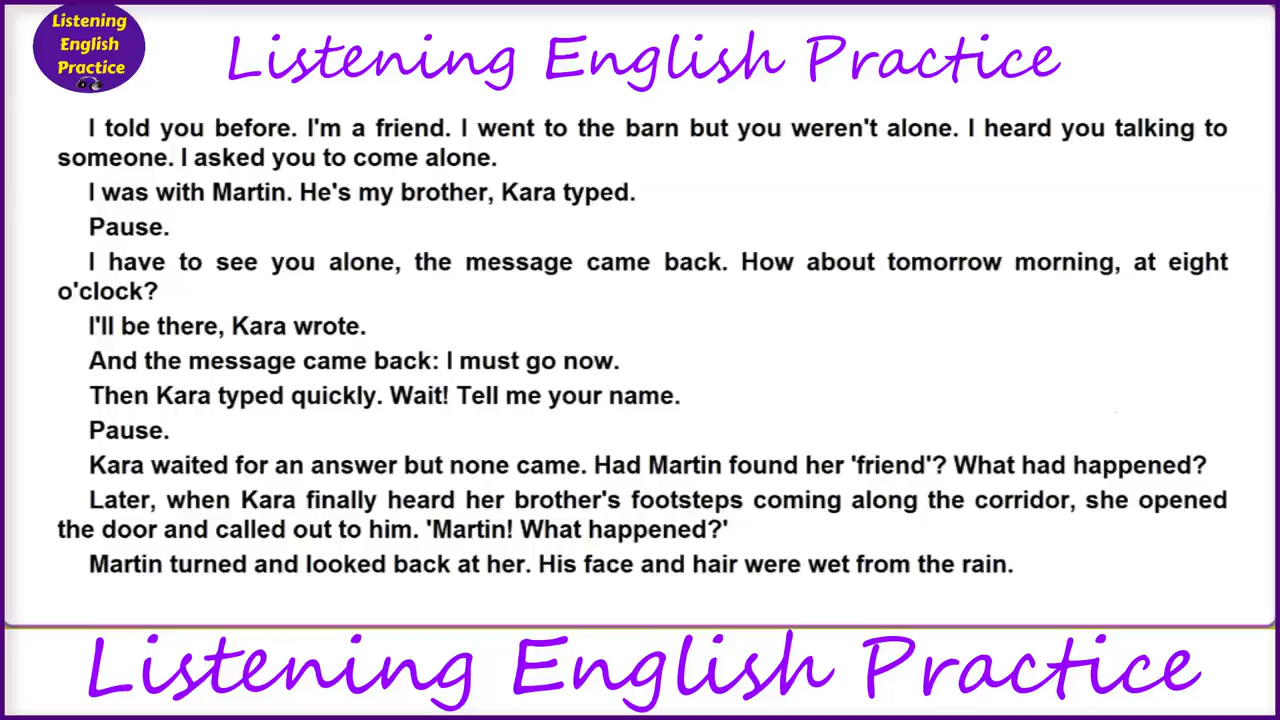 Listening
English
Practice
Listening English Practice
I told you before. I'm a friend. I went to the barn but you weren't alone. I heard you talking to
someone. I asked you to come alone.
I was with Martin. He's my brother, Kara typed.
Pause.
I have to see you alone, the message came back. How about tomorrow morning, at eight
o'clock?
I'll be there, Kara wrote.
And the message came back: I must go now.
Then Kara typed quickly. Wait! Tell me your name.
Pause.
Kara waited for an answer but none came. Had Martin found her 'friend'? What had happened?
Later, when Kara finally heard her brother's footsteps coming along the corridor, she opened
the door and called out to him. 'Martin! What happened?'
Martin turned and looked back at her. His face and hair were wet from the rain.
Listening English Practice